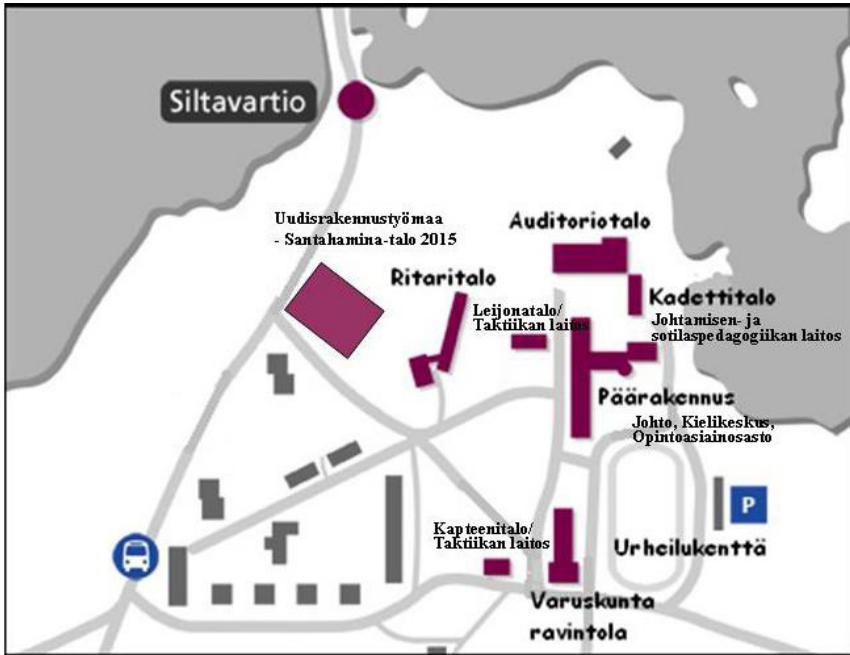 Siltavartio
Uudisrakennustyömaa
- Santahamina-talo 2015
Auditoriotalo
Ritaritalo
Leijonatalo/
Taktiikan laitos
Kadettitalo
Johtamisen- ja
sotilaspedagogiikan laitos
Päärakennus
Johto, Kielikeskus,
Opintoasiainosasto
P
Kapteenitalo/
Taktiikan laitos
Urheilukenttä
Varuskunta
ravintola